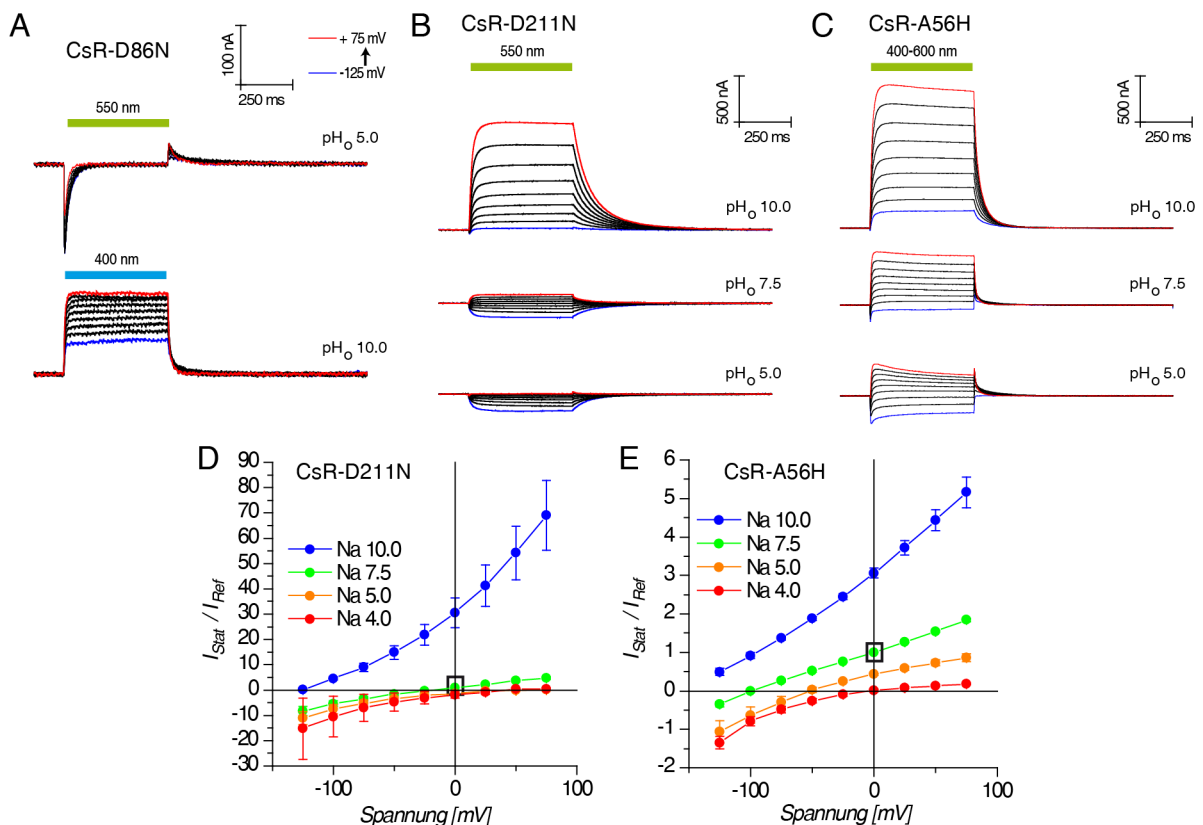 A
CsR-D86N
100 nA
250 ms
+ 75 mV
-125 mV
550 nm
pHo 5.0
400 nm
pHo 10.0
B
CsR-D211N
550 nm
500 nA
250 ms
pHo 10.0
pHo 7.5
pHo 5.0
C
CsR-A56H
400-600 nm
500 nA
250 ms
pHo 10.0
pHo 7.5
pHo 5.0
D
CsR-D211N
90
80
70
60
50
40
30
20
10
0
-10
-20
-30
IStat / IRef
Na 10.0
Na 7.5
Na 5.0
Na 4.0
-100
0
100
Spannung [mV]
E
CsR-A56H
6
5
4
3
2
1
0
-1
-2
IStat / IRef
Na 10.0
Na 7.5
Na 5.0
Na 4.0
-100
0
100
Spannung [mV]